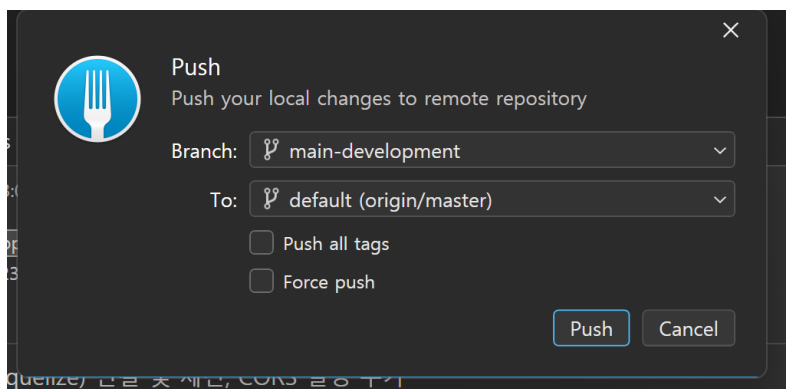 Push
Push your local changes to remote repository
Branch: main-development
To: default (origin/master)
Push all tags
Force push
Push Cancel